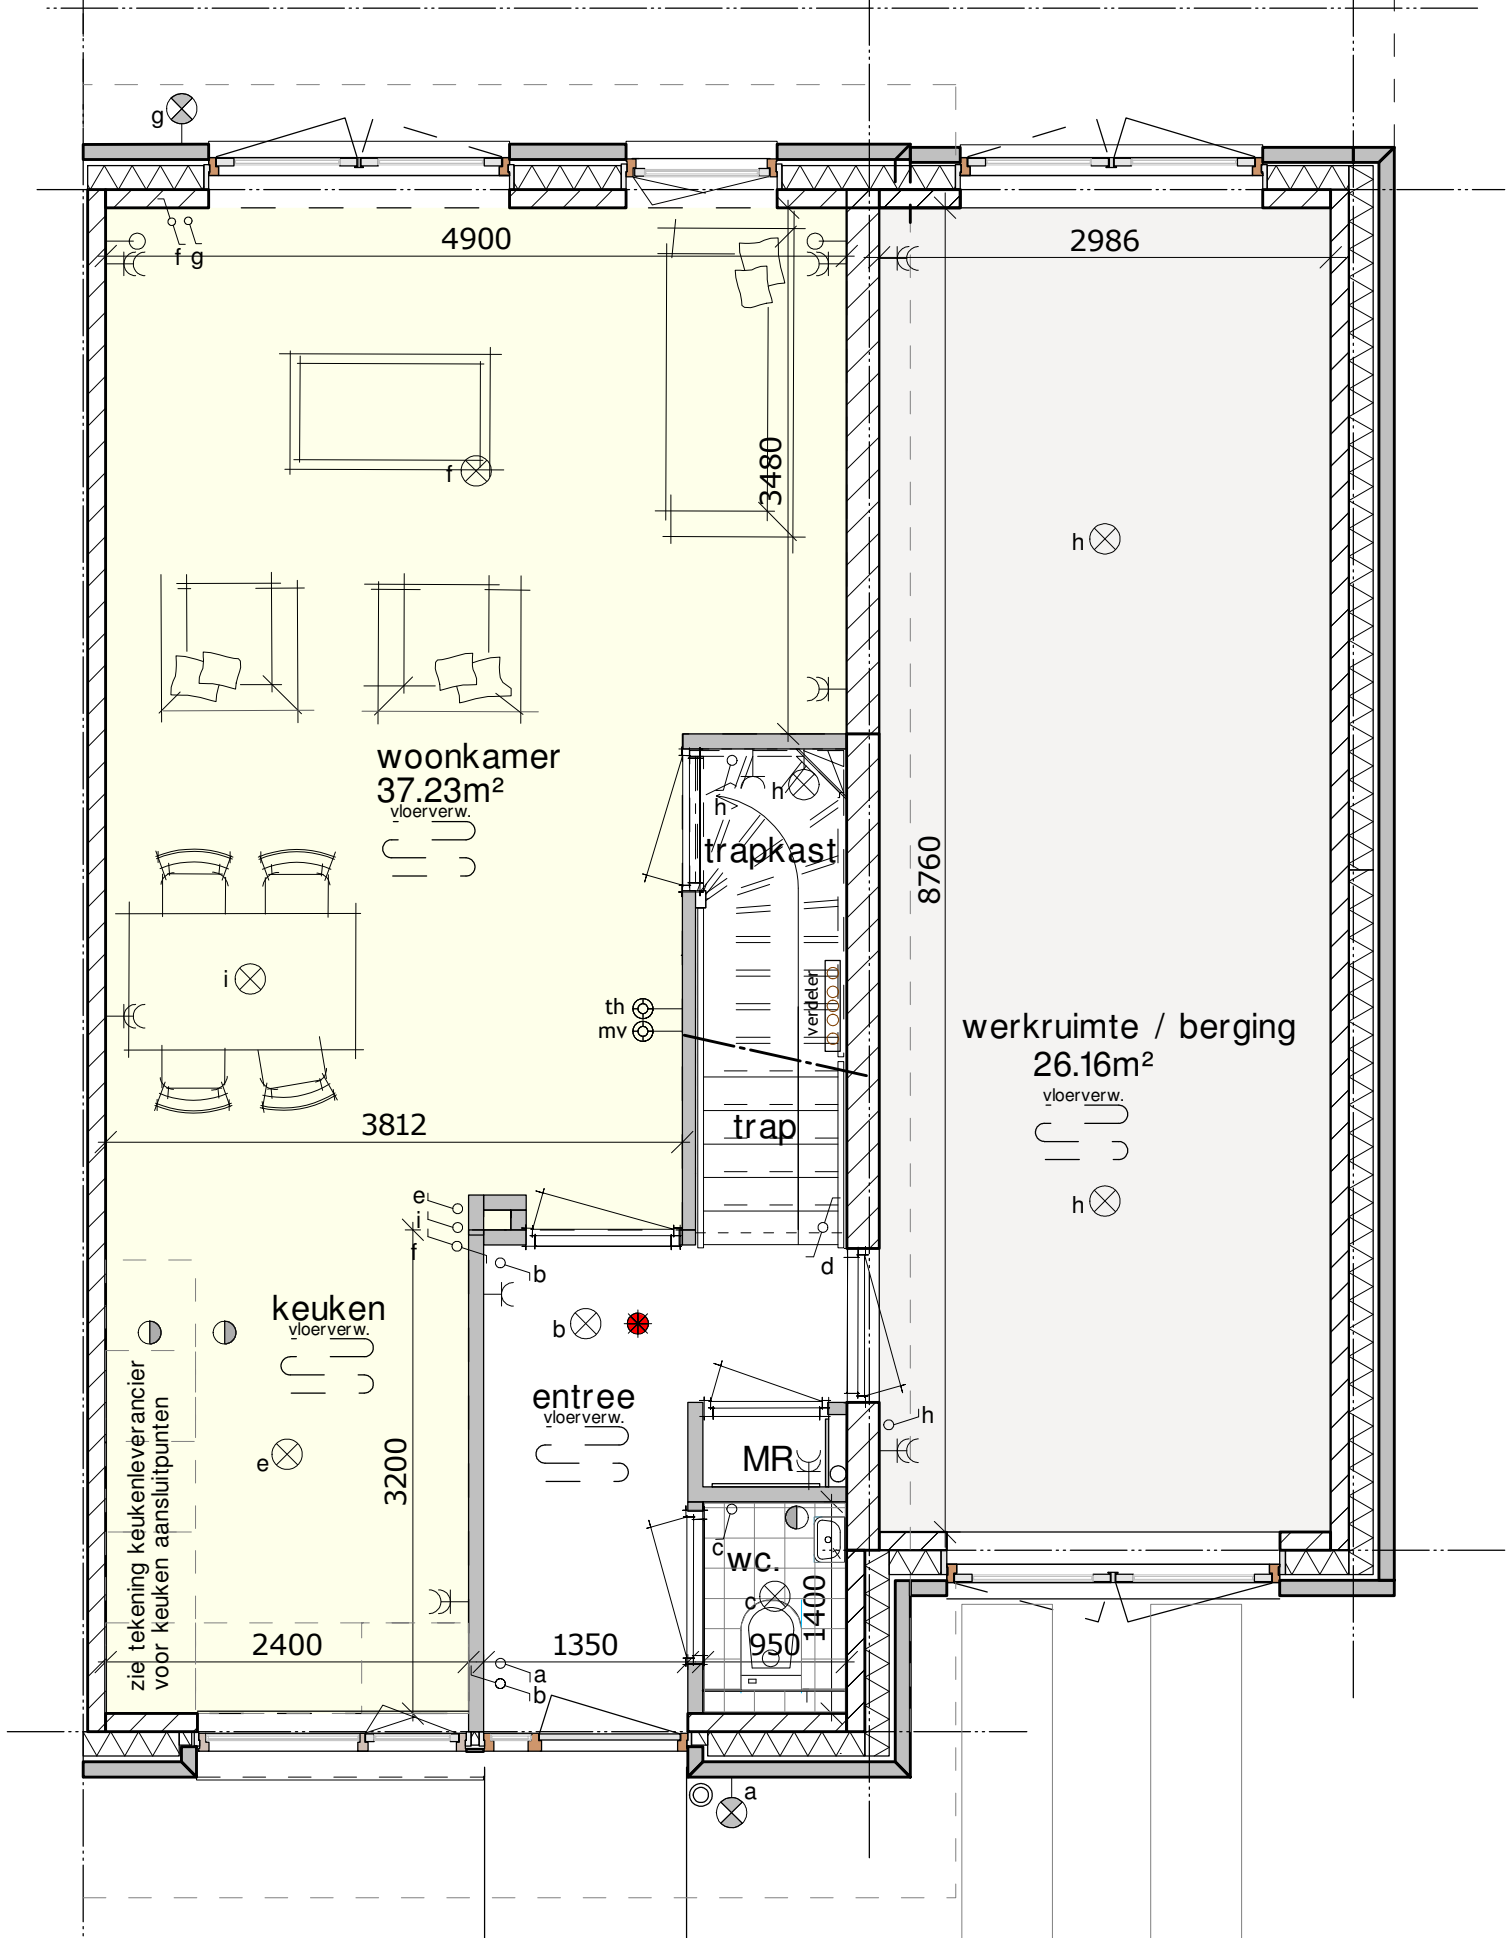 g
f g
4900
2986
f
3480
h
woonkamer
37.23m²
vloerverw.
h
h
trapkast
8760
i
verdeler
th
mv
werkruimte / berging
26.16m²
vloerverw.
3812
trap
e
i
f
b
d
h
keuken
vloerverw.
b
entree
vloerverw.
h
zie tekening keukenleverancier
voor keuken aansluitpunten
e
3200
MR
c
wc.
c
1400
2400
1350
950
a
b
a